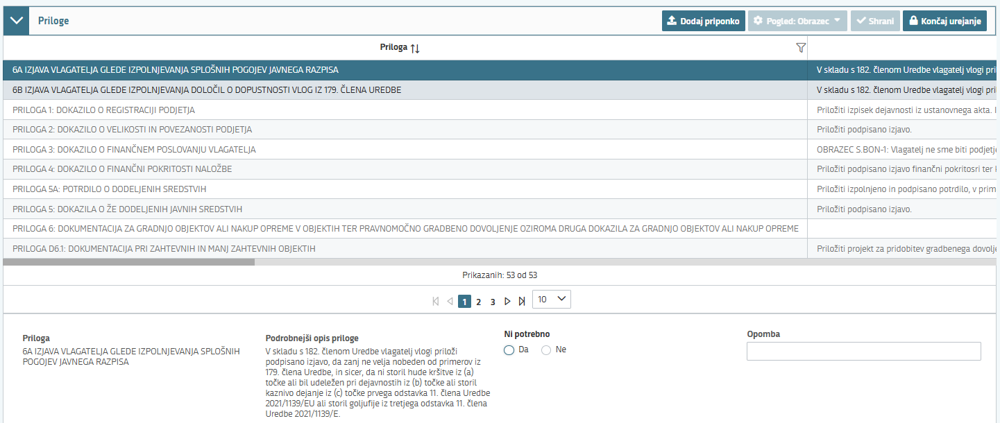 Priloge
Dodaj priponko
Pogled: Obrazec
Shrani
Končaj urejanje
Priloga
6A IZJAVA VLAGATELJA GLEDE IZPOLNJEVANJA SPLOŠNIH POGOJEV JAVNEGA RAZPISA
V skladu s 182. členom Uredbe vlagatelj vlogi pri
6B IZJAVA VLAGATELJA GLEDE IZPOLNJEVANJA DOLOČIL O DOPUSTNOSTI VLOG IZ 179. ČLENA UREDBE
V skladu s 182. členom Uredbe vlagatelj vlogi pri
PRILOGA 1: DOKAZILO O REGISTRACIJI PODJETJA
Priložiti izpisek dejavnosti iz ustanovnega akta.
PRILOGA 2: DOKAZILO O VELIKOSTI IN POVEZANOSTI PODJETJA
Priložiti podpisano izjavo.
PRILOGA 3: DOKAZILO O FINANČNEM POSLOVANJU VLAGATELJA
OBRAZEC S.BON-1: Vlagatelj ne sme biti podjetj
PRILOGA 4: DOKAZILO O FINANČNI POKRITOSTI NALOŽBE
Priložiti podpisano izjavo finančni pokritosri ter
PRILOGA 5A: POTRDILO O DODELJENIH SREDSTVIH
Priložiti izpolnjeno in podpisano potrdilo, v prim
PRILOGA 5: DOKAZILA O ŽE DODELJENIH JAVNIH SREDSTVIH
Priložiti podpisano izjavo.
PRILOGA 6: DOKUMENTACIJA ZA GRADNJO OBJEKTOV ALI NAKUP OPREME V OBJEKTIH TER PRAVNOMOČNO GRADBENO DOVOLJENJE OZIROMA DRUGA DOKAZILA ZA GRADNJO OBJEKTOV ALI NAKUP OPREME
PRILOGA D6.1: DOKUMENTACIJA PRI ZAHTEVNIH IN MANJ ZAHTEVNIH OBJEKTIH
Priložiti projekt za pridobitev gradbenega dovolj
Prikazanih: 53 od 53
1 2 3 10
Priloga
6A IZJAVA VLAGATELJA GLEDE IZPOLNJEVANJA SPLOŠNIH
POGOJEV JAVNEGA RAZPISA
Podrobnejši opis priloge
V skladu s 182. členom Uredbe vlagatelj vlogi priloži
podpisano izjavo, da zanj ne velja nobeden od primerov iz
179. člena Uredbe, in sicer, da ni storil hude kršitve iz (a)
točke ali bil udeležen pri dejavnostih iz (b) točke ali storil
kaznivo dejanje iz (c) točke prvega odstavka 11. člena Uredbe
2021/1139/EU ali storil goljufije iz tretjega odstavka 11. člena
Uredbe 2021/1139/E.
Ni potrebno
Da
Ne
Opomba